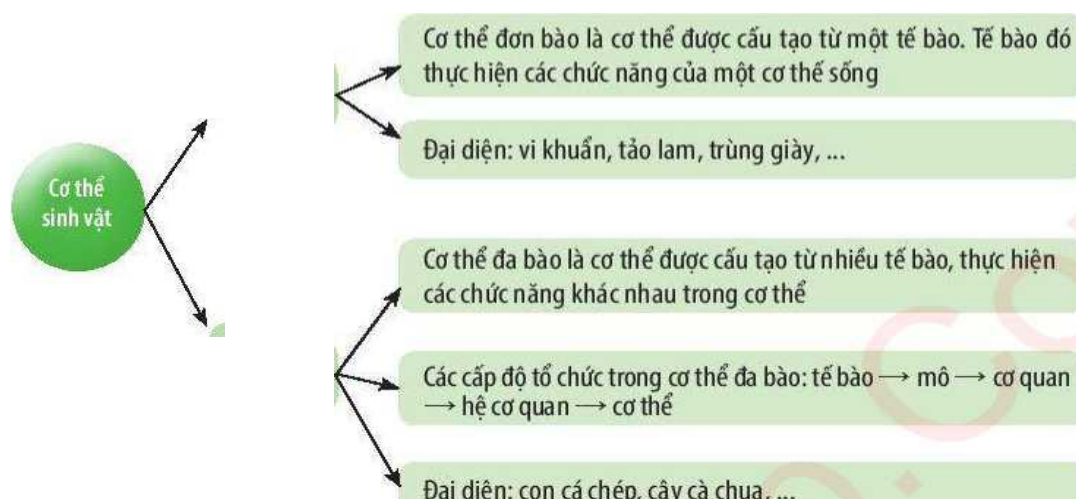 Cơ thể đơn bào là cơ thể được cấu tạo từ một tế bào. Tế bào đó
thực hiện các chức năng của một cơ thế sống
Đại diện: vi khuẩn, tảo lam, trùng giày, ...
Cơ thể
sinh vật
Cơ thể đa bào là cơ thể được cấu tạo từ nhiều tế bào, thực hiện
các chức năng khác nhau trong cơ thể
Các cấp độ tổ chức trong cơ thể đa bào: tế bào → mô → cơ quan
→ hệ cơ quan → cơ thể
Đại diện: con cá chép, cây cà chua, ...